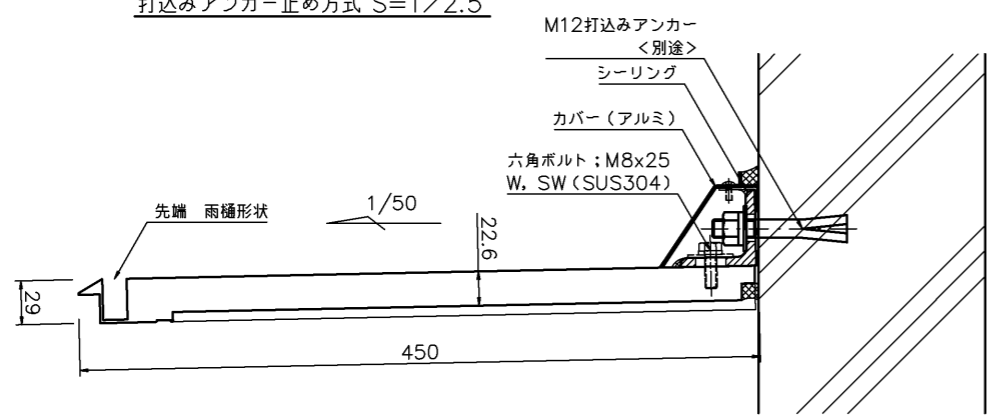 打込みアンカー止め方式 S=1/2.5
M12打込みアンカー
<別途>
シーリング
カバー(アルミ)
六角ボルト;M8x25
W, SW(SUS304)
先端 雨樋形状
1/50
22.6
29
450